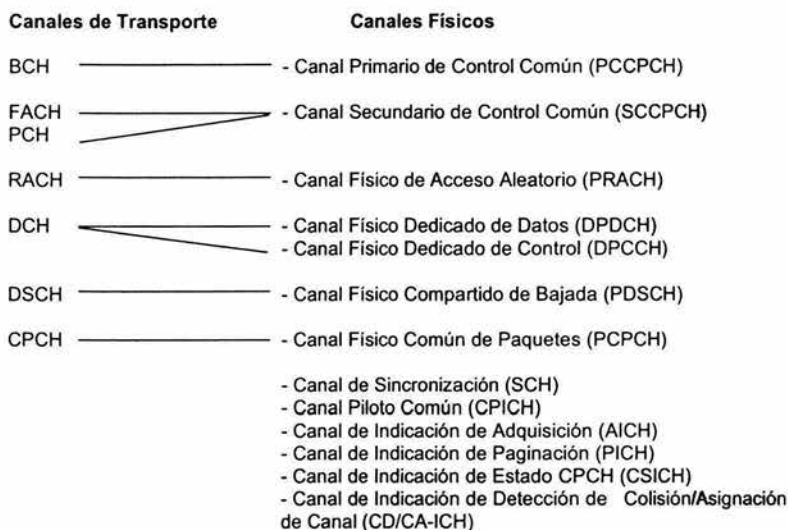 Canales de Transporte Canales Físicos
BCH - Canal Primario de Control Común (PCCPCH)
FACH - Canal Secundario de Control Común (SCCPCH)
PCH
RACH - Canal Físico de Acceso Aleatorio (PRACH)
DCH - Canal Físico Dedicado de Datos (DPDCH)
- Canal Físico Dedicado de Control (DPCCH)
DSCH - Canal Físico Compartido de Bajada (PDSCH)
CPCH - Canal Físico Común de Paquetes (PCPCH)
- Canal de Sincronización (SCH)
- Canal Piloto Común (CPICH)
- Canal de Indicación de Adquisición (AICH)
- Canal de Indicación de Paginación (PICH)
- Canal de Indicación de Estado CPCH (CSICH)
- Canal de Indicación de Detección de Colisión/Asignación
de Canal (CD/CA-ICH)